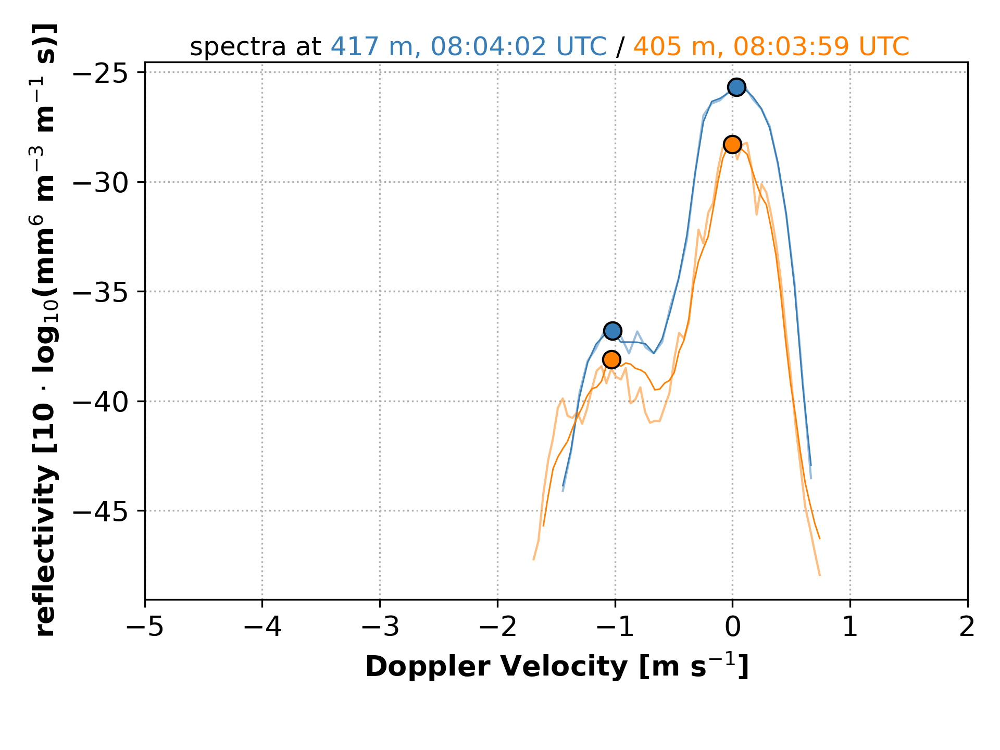 spectra at 417 m, 08:04:02 UTC / 405 m, 08:03:59 UTC
reflectivity [10 · log₁₀(mm⁶ m⁻³ m⁻¹ s)]
−25
−30
−35
−40
−45
−5 −4 −3 −2 −1 0 1 2
Doppler Velocity [m s⁻¹]